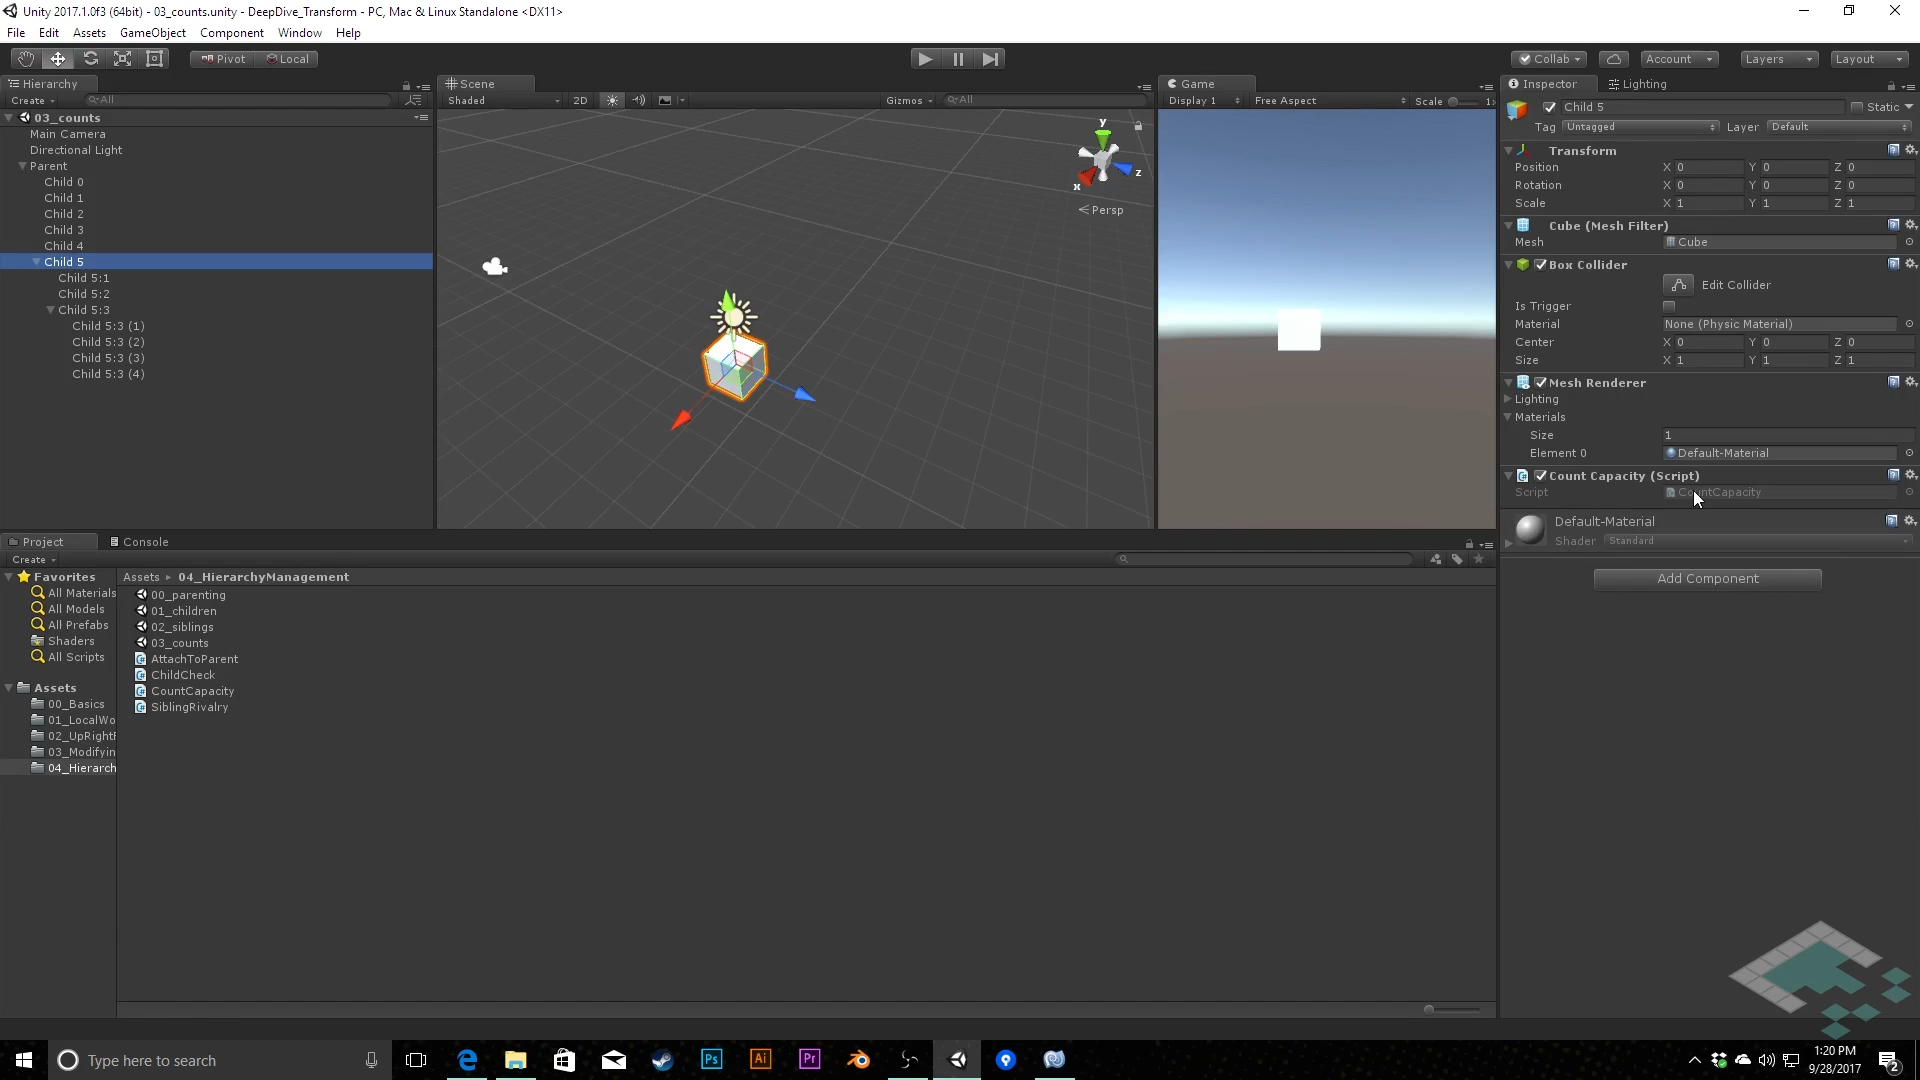 Unity 2017.1.0f3 (64bit) - 03_counts.unity - DeepDive_Transform - PC, Mac & Linux Standalone <DX11>
File Edit Assets GameObject Component Window Help
Pivot Local Collab Account Layers Layout
Hierarchy
Create All
03_counts
Main Camera
Directional Light
Parent
Child 0
Child 1
Child 2
Child 3
Child 4
Child 5
Child 5:1
Child 5:2
Child 5:3
Child 5:3 (1)
Child 5:3 (2)
Child 5:3 (3)
Child 5:3 (4)
Scene
Shaded 2D Gizmos All
y
z
x
Persp
Game
Display 1 Free Aspect Scale 1
Inspector Lighting
Child 5 Static
Tag Untagged Layer Default
Transform
Position X 0 Y 0 Z 0
Rotation X 0 Y 0 Z 0
Scale X 1 Y 1 Z 1
Cube (Mesh Filter)
Mesh Cube
Box Collider
Edit Collider
Is Trigger
Material None (Physic Material)
Center X 0 Y 0 Z 0
Size X 1 Y 1 Z 1
Mesh Renderer
Lighting
Materials
Size 1
Element 0 Default-Material
Count Capacity (Script)
Script CountCapacity
Default-Material
Shader Standard
Add Component
Project Console
Create
Favorites
All Materials
All Models
All Prefabs
Shaders
All Scripts
Assets
00_Basics
01_LocalWo
02_UpRightF
03_Modifyin
04_Hierarch
Assets 04_HierarchyManagement
00_parenting
01_children
02_siblings
03_counts
AttachToParent
ChildCheck
CountCapacity
SiblingRivalry
Type here to search
Ps Ai Pr
1:20 PM
9/28/2017
2